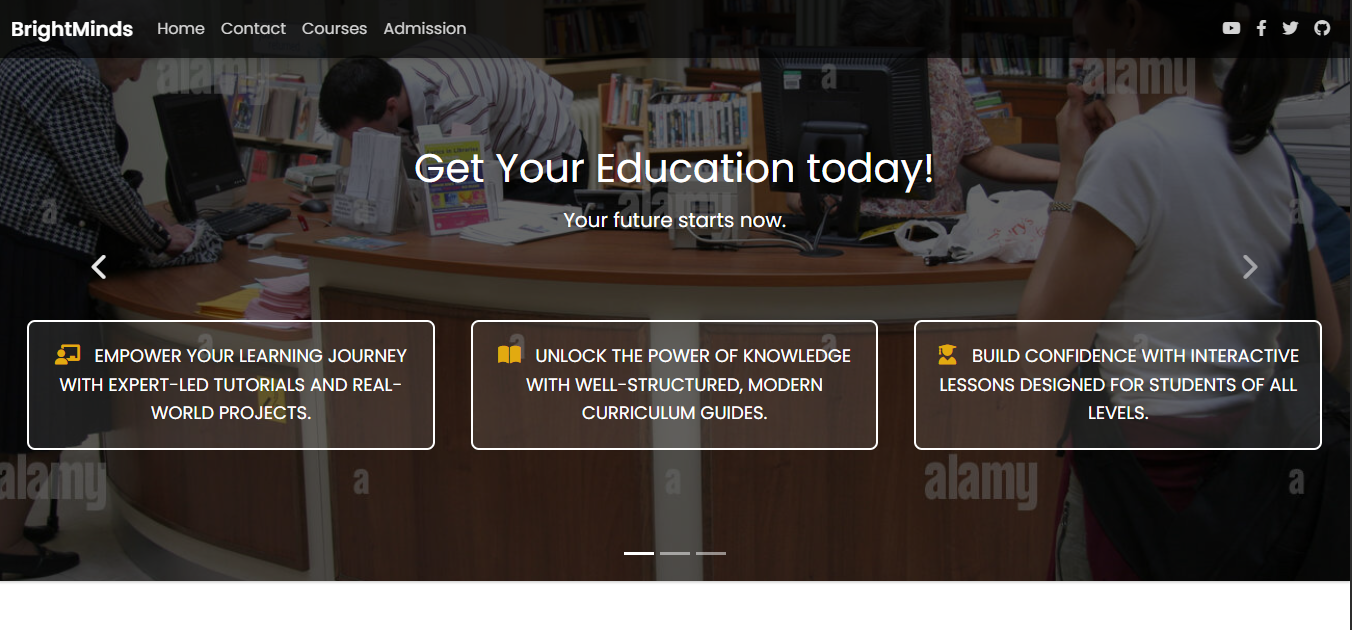 BrightMinds Home Contact Courses Admission
alamy
a
alamy
Get Your Education today!
a
a
alamy
a
Your future starts now.
EMPOWER YOUR LEARNING JOURNEY
WITH EXPERT-LED TUTORIALS AND REAL-
WORLD PROJECTS.
UNLOCK THE POWER OF KNOWLEDGE
WITH WELL-STRUCTURED, MODERN
CURRICULUM GUIDES.
BUILD CONFIDENCE WITH INTERACTIVE
LESSONS DESIGNED FOR STUDENTS OF ALL
LEVELS.
a
a
a
a
alamy
a
a
alamy
a